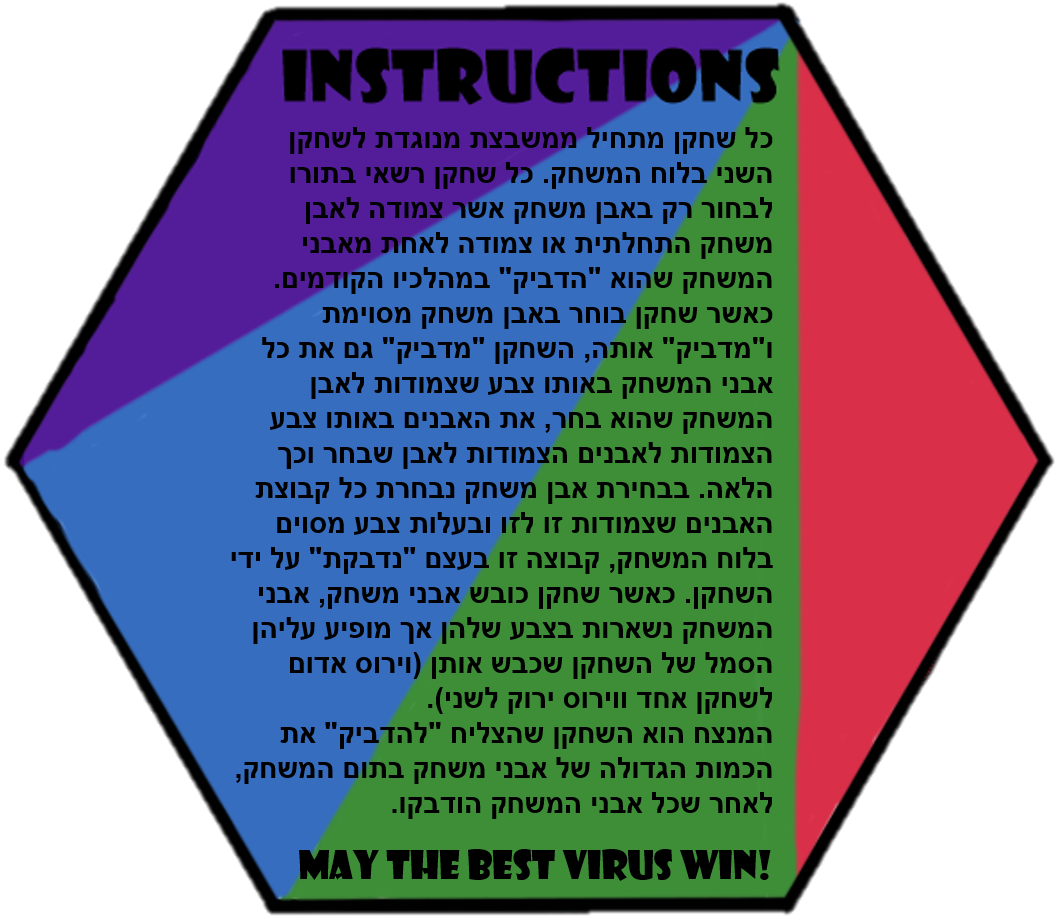 INSTRUCTIONS
כל שחקן מתחיל ממשבצת מנוגדת לשחקן
השני בלוח המשחק. כל שחקן רשאי בתורו
לבחור רק באבן משחק אשר צמודה לאבן
משחק התחלתית או צמודה לאחת מאבני
המשחק שהוא "הדביק" במהלכיו הקודמים.
כאשר שחקן בוחר באבן משחק מסוימת
ו"מדביק" אותה, השחקן "מדביק" גם את כל
אבני המשחק באותו צבע שצמודות לאבן
המשחק שהוא בחר, את האבנים באותו צבע
הצמודות לאבנים הצמודות לאבן שבחר וכך
הלאה. בבחירת אבן משחק נבחרת כל קבוצת
האבנים שצמודות זו לזו ובעלות צבע מסוים
בלוח המשחק, קבוצה זו בעצם "נדבקת" על ידי
השחקן. כאשר שחקן כובש אבני משחק, אבני
המשחק נשארות בצבע שלהן אך מופיע עליהן
הסמל של השחקן שכבש אותן (וירוס אדום
לשחקן אחד ווירוס ירוק לשני).
המנצח הוא השחקן שהצליח "להדביק" את
הכמות הגדולה של אבני משחק בתום המשחק,
לאחר שכל אבני המשחק הודבקו.
MAY THE BEST VIRUS WIN!